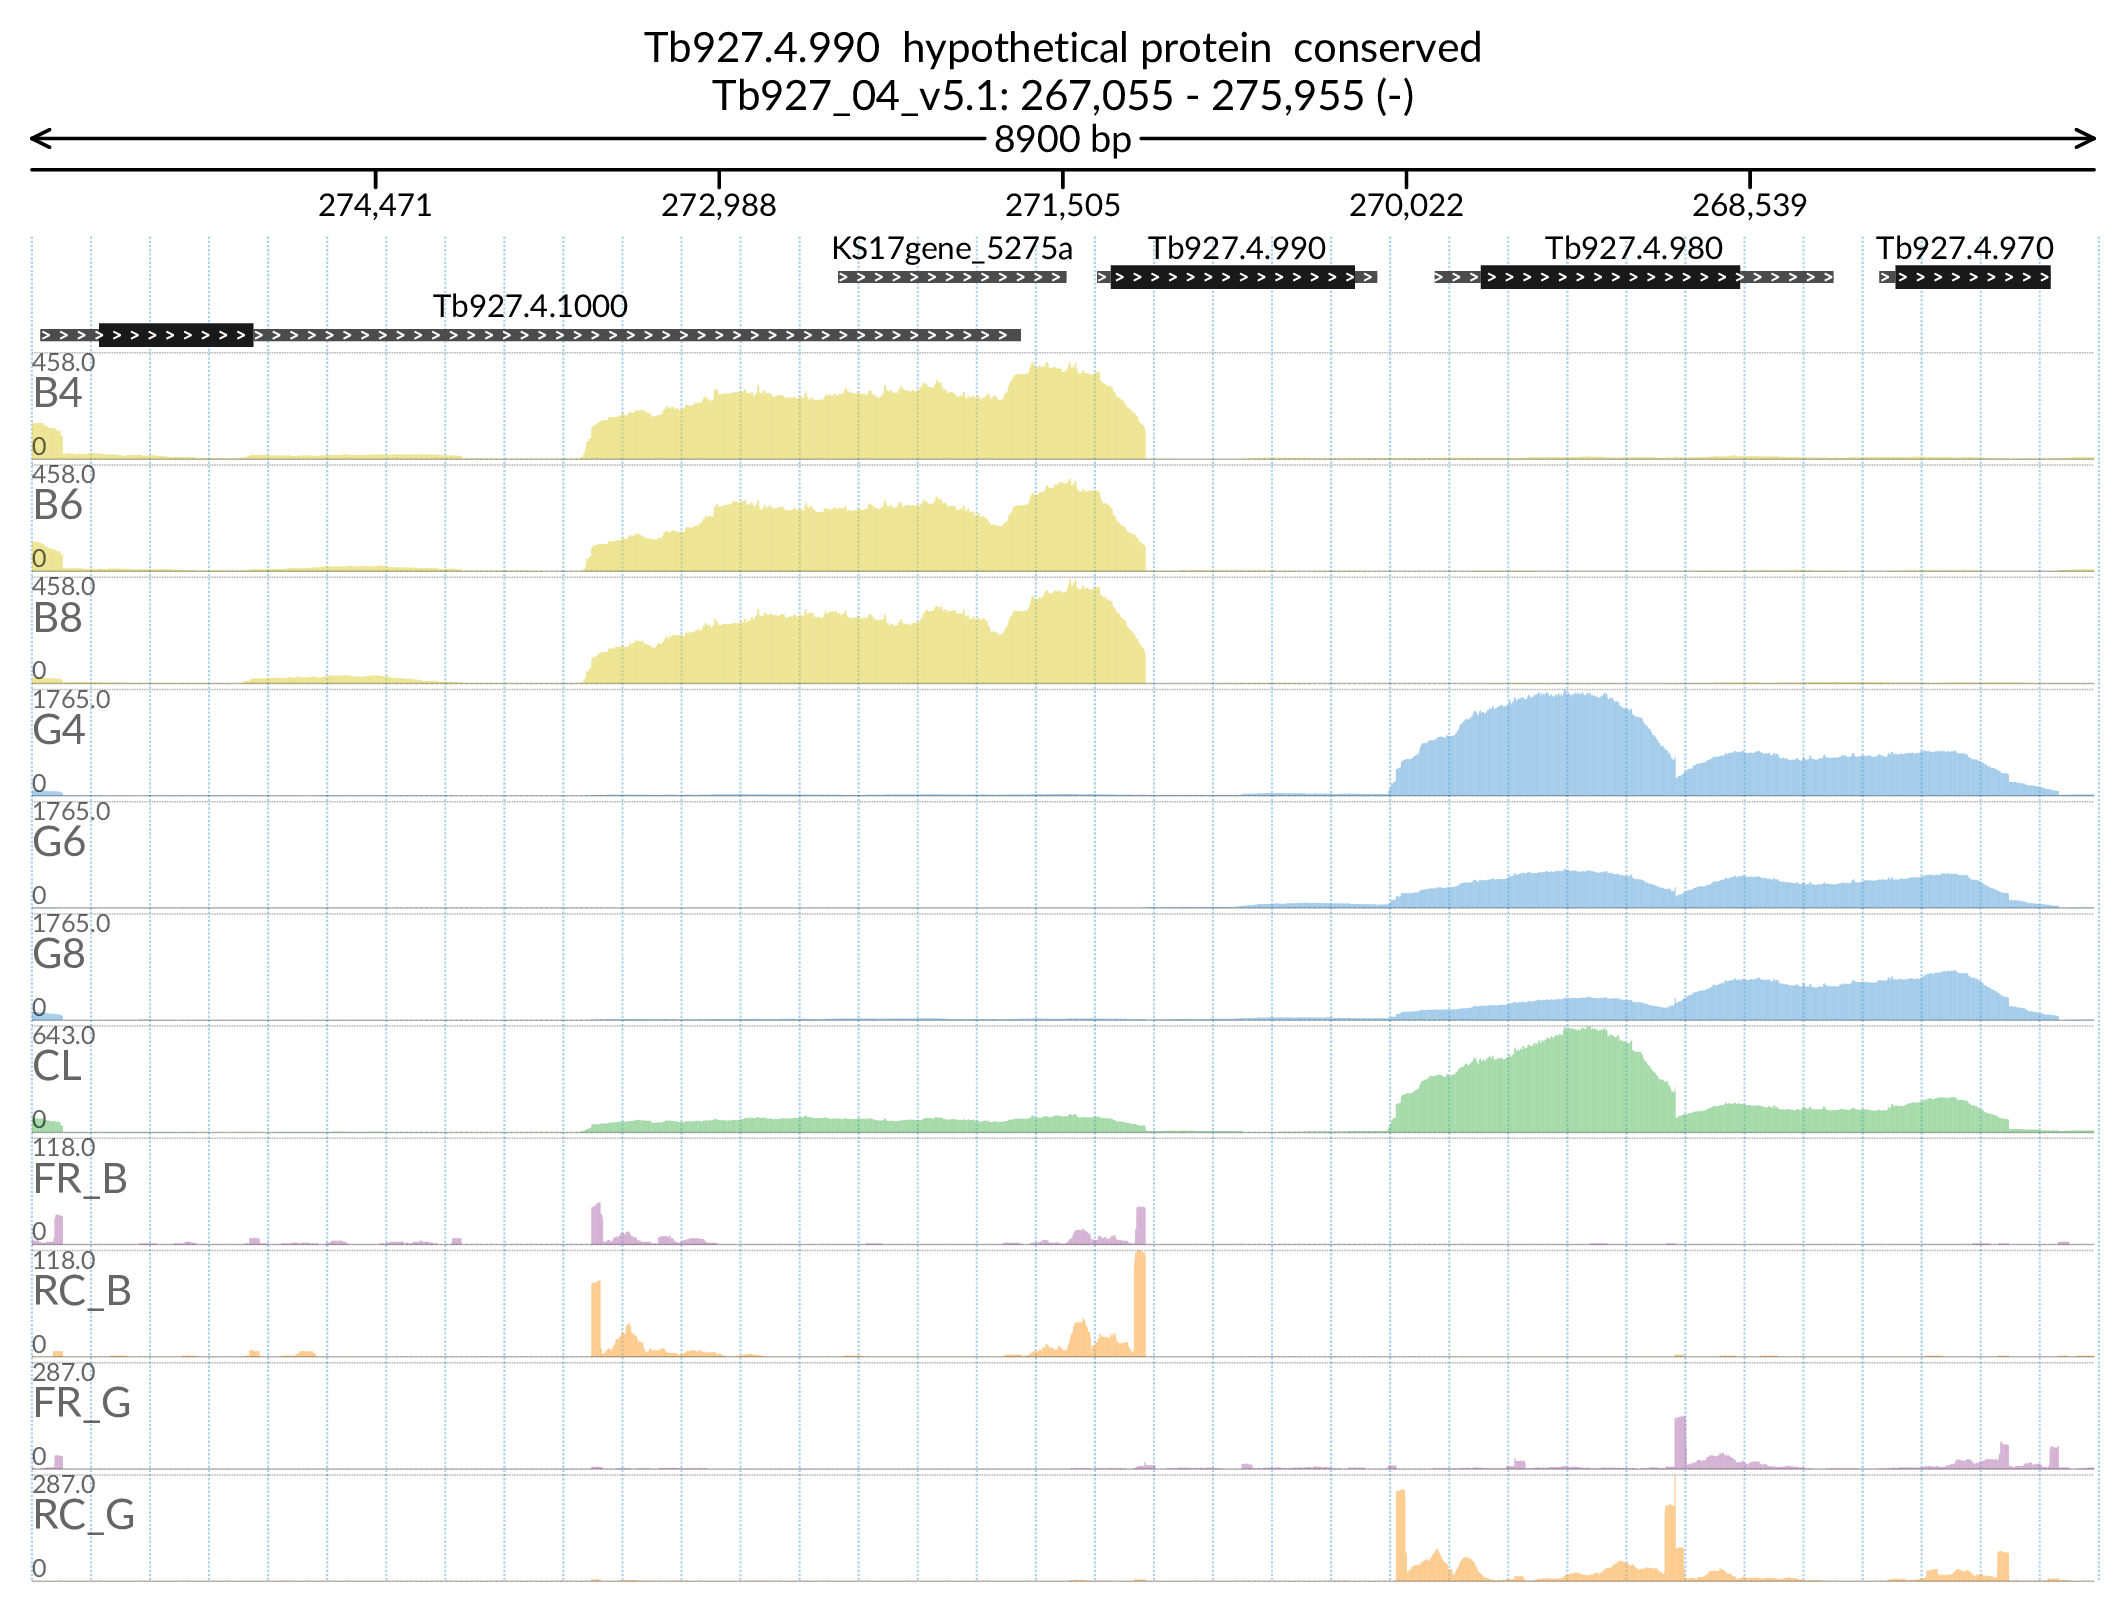 Tb927.4.990 hypothetical protein conserved
Tb927_04_v5.1: 267,055 - 275,955 (-)
8900 bp
274,471 272,988 271,505 270,022 268,539
KS17gene_5275a Tb927.4.990 Tb927.4.980 Tb927.4.970
Tb927.4.1000
458.0
B4
0
458.0
B6
0
458.0
B8
0
1765.0
G4
0
1765.0
G6
0
1765.0
G8
0
643.0
CL
0
118.0
FR_B
0
118.0
RC_B
0
287.0
FR_G
0
287.0
RC_G
0